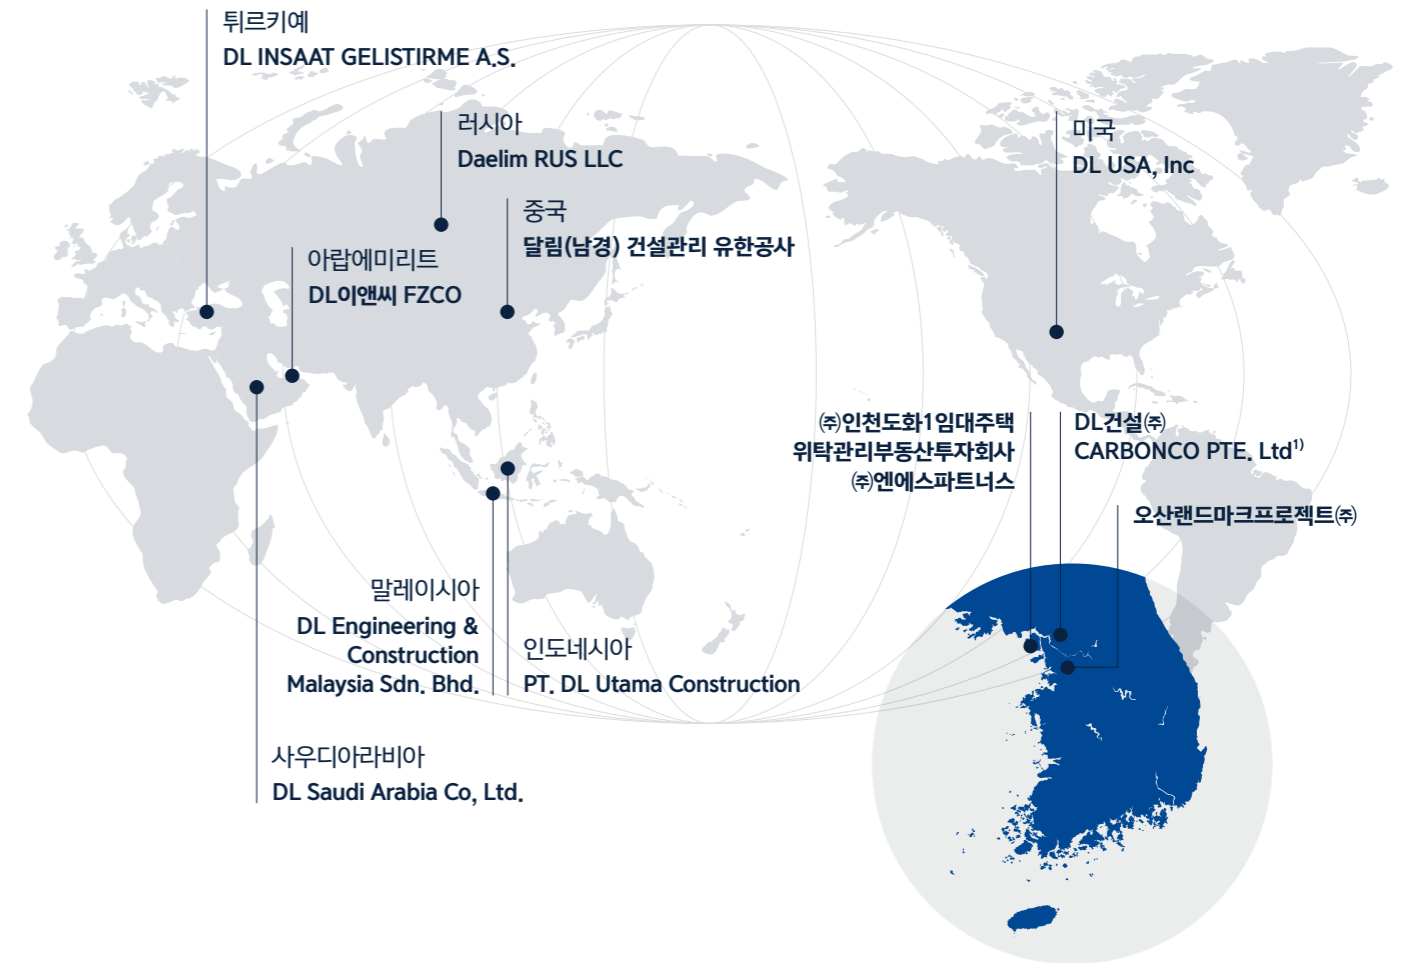 튀르키예
DL INSAAT GELISTIRME A.S.
러시아
Daelim RUS LLC
미국
DL USA, Inc
중국
달림(남경) 건설관리 유한공사
아랍에미리트
DL이앤씨 FZCO
㈜인천도화1임대주택
위탁관리부동산투자회사
㈜엔에스파트너스
DL건설㈜
CARBONCO PTE. Ltd¹⁾
오산랜드마크프로젝트㈜
말레이시아
DL Engineering &
Construction
Malaysia Sdn. Bhd.
인도네시아
PT. DL Utama Construction
사우디아라비아
DL Saudi Arabia Co, Ltd.